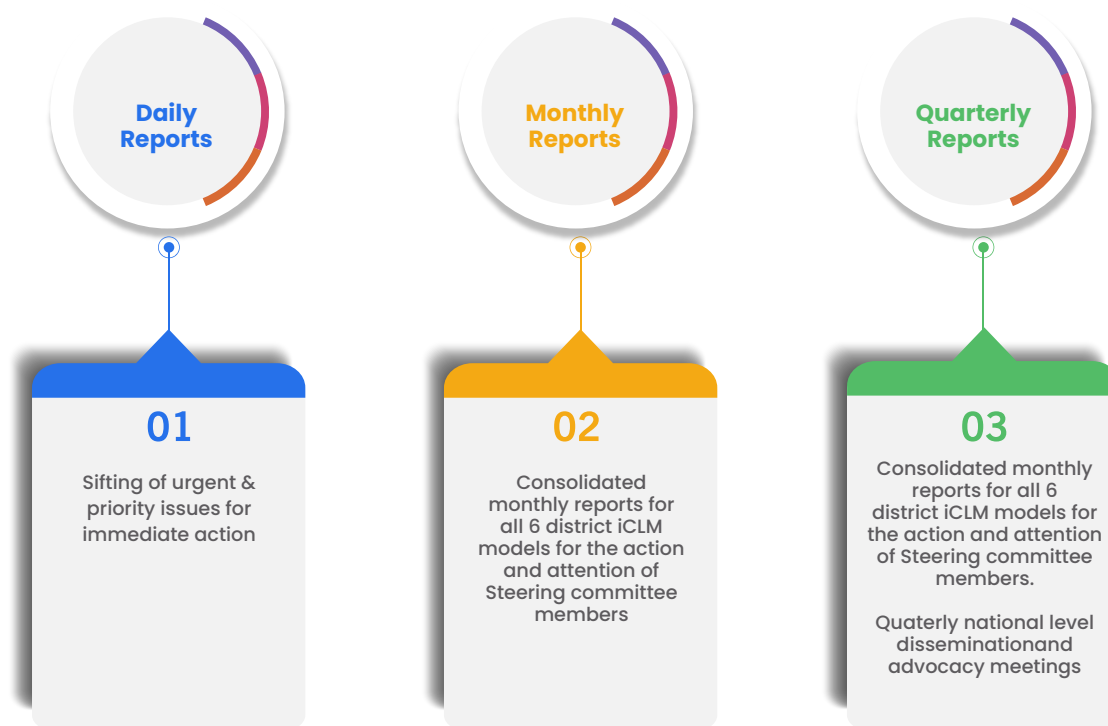 Daily
Reports
01
Sifting of urgent &
priority issues for
immediate action
Monthly
Reports
02
Consolidated
monthly reports for
all 6 district iCLM
models for the action
and attention of
Steering committee
members
Quarterly
Reports
03
Consolidated monthly
reports for all 6
district iCLM models for
the action and attention
of Steering committee
members.
Quaterly national level
disseminationand
advocacy meetings